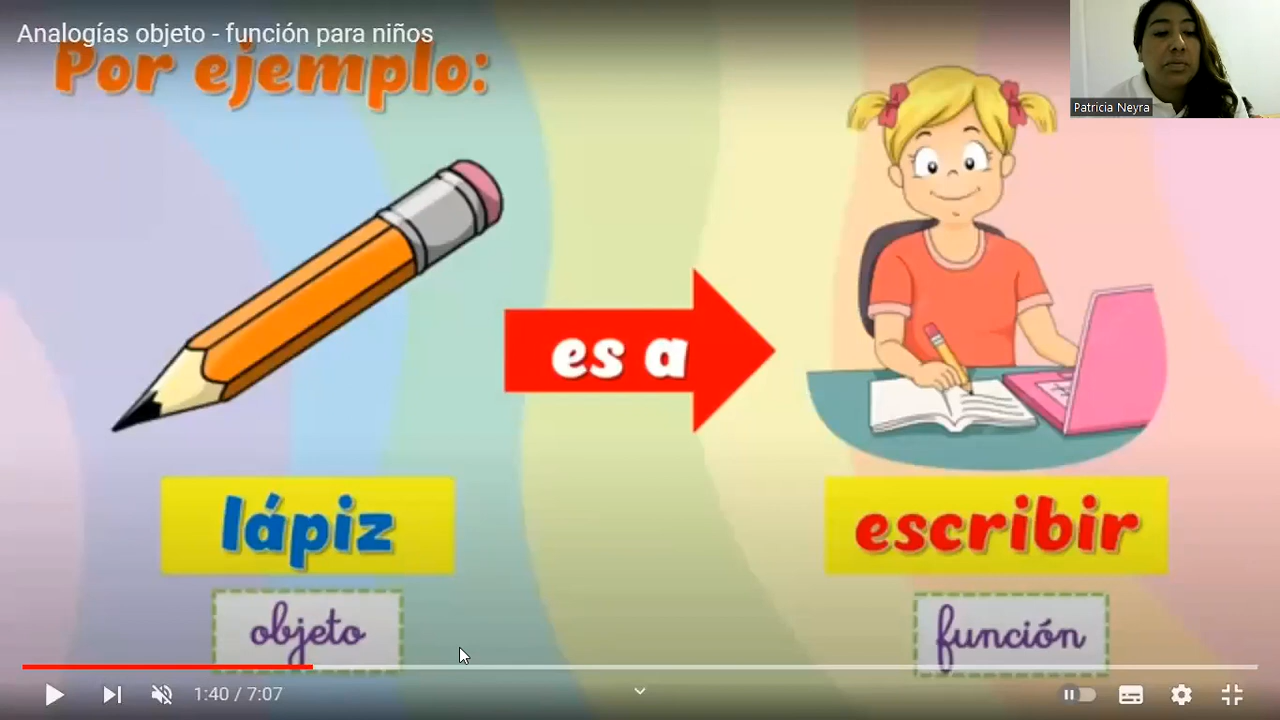 Analogías objeto - función para niños
Por ejemplo:
Patricia Neyra
es a
lápiz
escribir
objeto
función
1:40 / 7:07